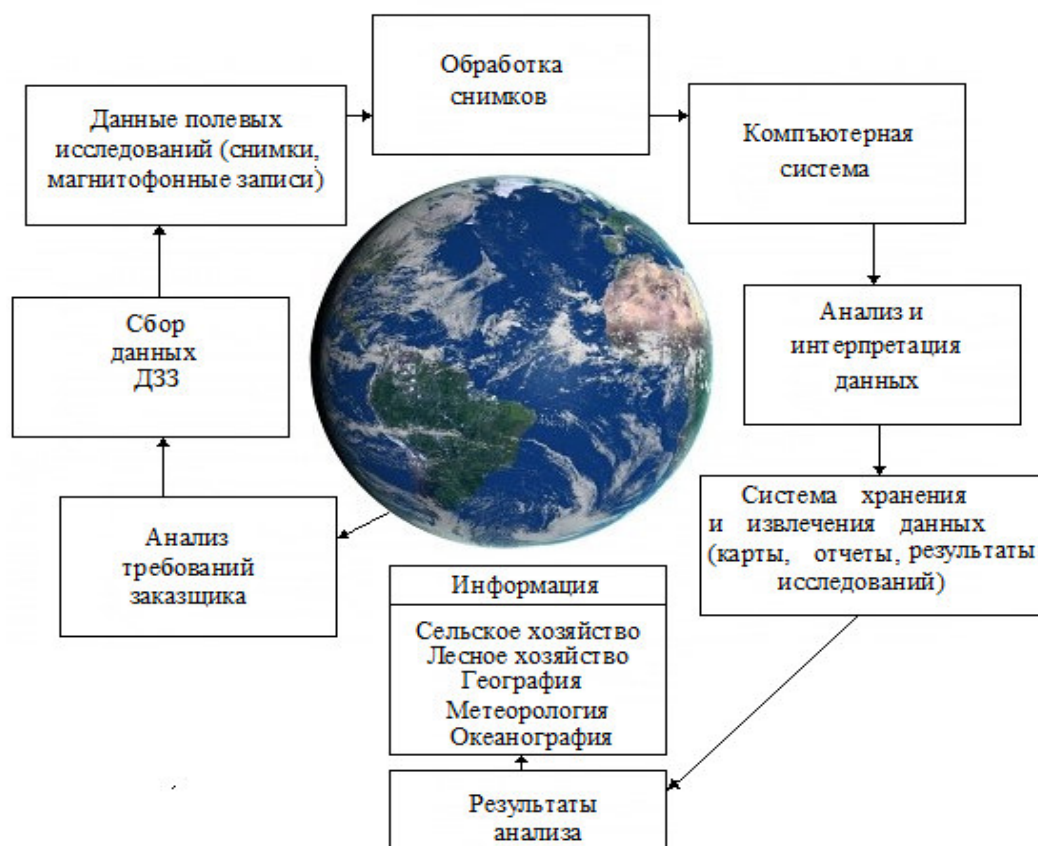 Обработка
снимков
Данные полевых
исследований (снимки,
магнитофонные записи)
Компъютерная
система
Сбор
данных
ДЗЗ
Анализ и
интерпретация
данных
Анализ
требований
заказщика
Система хранения
и извлечения данных
(карты, отчеты, результаты
исследований)
Информация
Сельское хозяйство
Лесное хозяйство
География
Метеорология
Океанография
Результаты
анализа